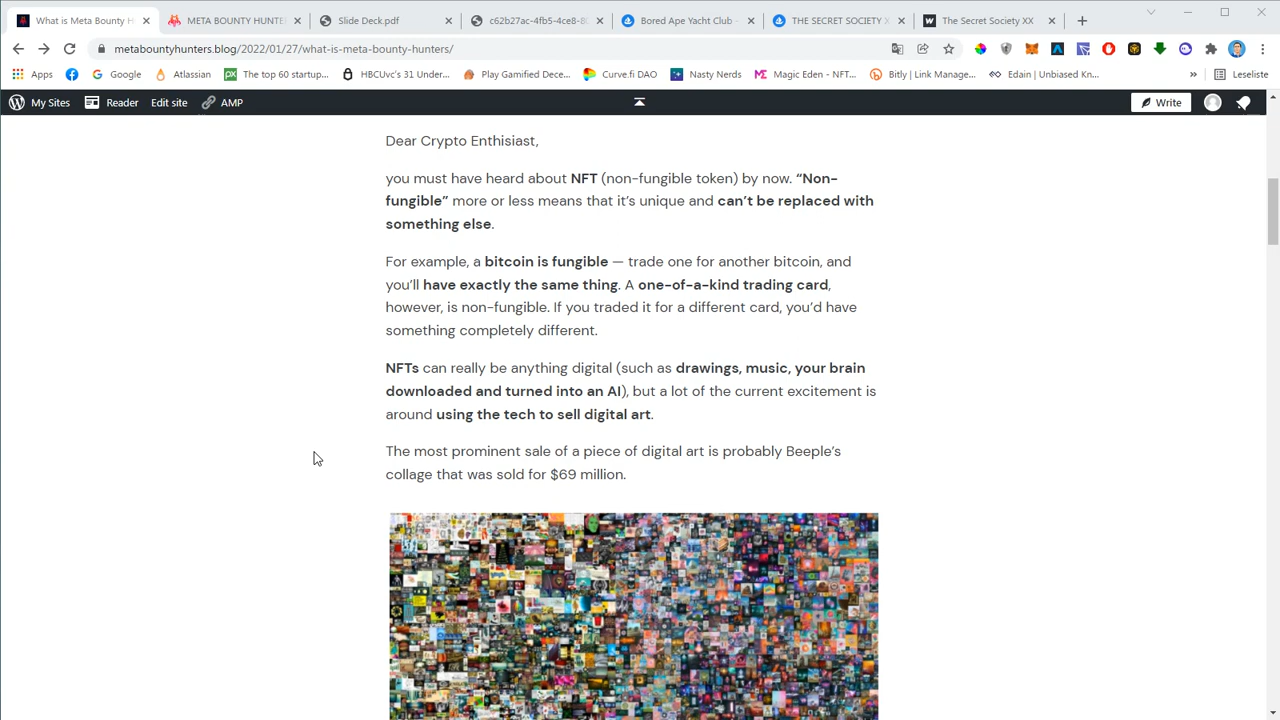 What is Meta Bounty H
META BOUNTY HUNTER
Slide Deck.pdf
c62b27ac-4fb5-4ce8-80
Bored Ape Yacht Club -
THE SECRET SOCIETY X
The Secret Society XX
metabountyhunters.blog/2022/01/27/what-is-meta-bounty-hunters/
Apps
Google
Atlassian
The top 60 startup...
HBCUvc's 31 Under...
Play Gamified Dece...
Curve.fi DAO
Nasty Nerds
Magic Eden - NFT...
Bitly | Link Manage...
Edain | Unbiased Kn...
»
Leseliste
My Sites
Reader
Edit site
AMP
Write
Dear Crypto Enthisiast,
you must have heard about NFT (non-fungible token) by now. “Non-
fungible” more or less means that it’s unique and can’t be replaced with
something else.
For example, a bitcoin is fungible — trade one for another bitcoin, and
you’ll have exactly the same thing. A one-of-a-kind trading card,
however, is non-fungible. If you traded it for a different card, you’d have
something completely different.
NFTs can really be anything digital (such as drawings, music, your brain
downloaded and turned into an AI), but a lot of the current excitement is
around using the tech to sell digital art.
The most prominent sale of a piece of digital art is probably Beeple’s
collage that was sold for $69 million.